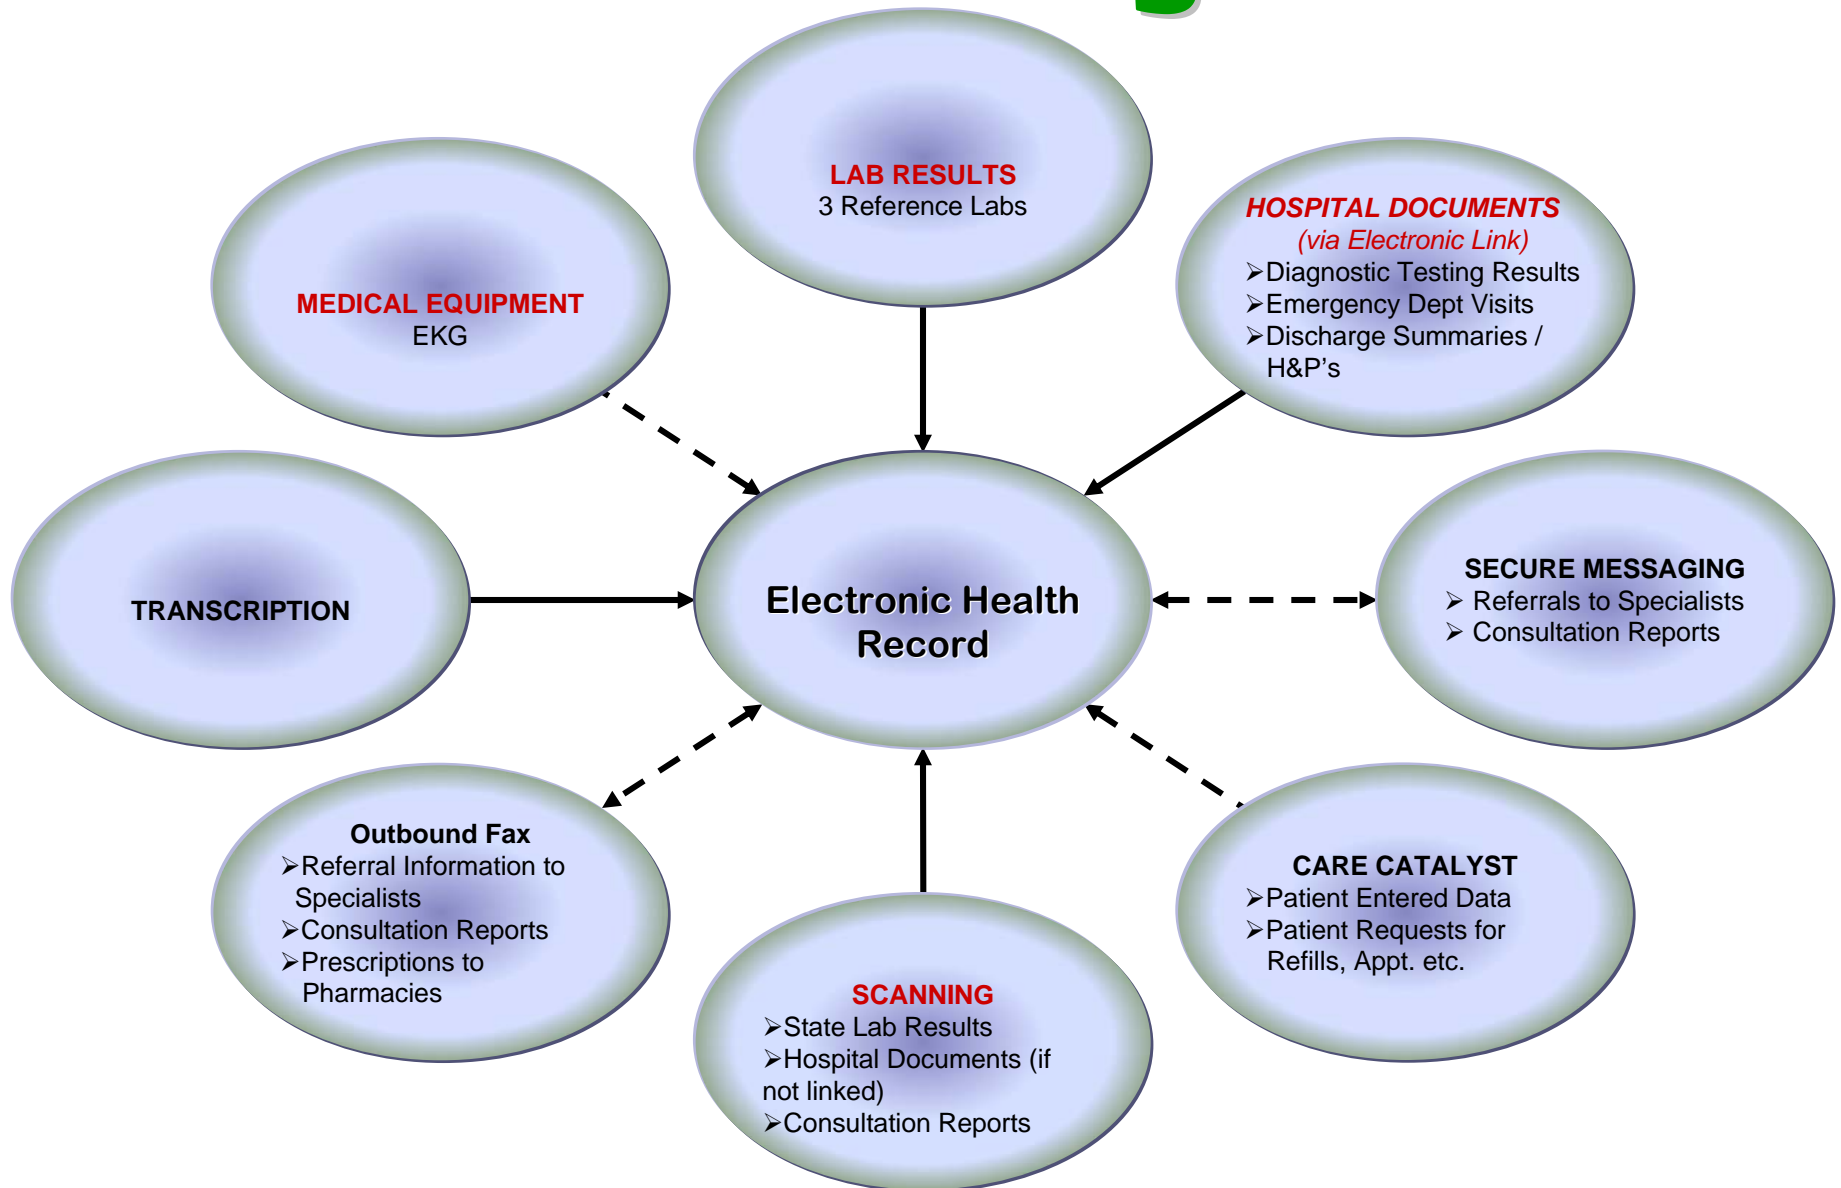 LAB RESULTS
3 Reference Labs
HOSPITAL DOCUMENTS
(via Electronic Link)
➢Diagnostic Testing Results
➢Emergency Dept Visits
➢Discharge Summaries /
H&P’s
MEDICAL EQUIPMENT
EKG
TRANSCRIPTION
Electronic Health
Record
SECURE MESSAGING
➢ Referrals to Specialists
➢ Consultation Reports
Outbound Fax
➢Referral Information to
Specialists
➢Consultation Reports
➢Prescriptions to
Pharmacies
SCANNING
➢State Lab Results
➢Hospital Documents (if
not linked)
➢Consultation Reports
CARE CATALYST
➢Patient Entered Data
➢Patient Requests for
Refills, Appt. etc.